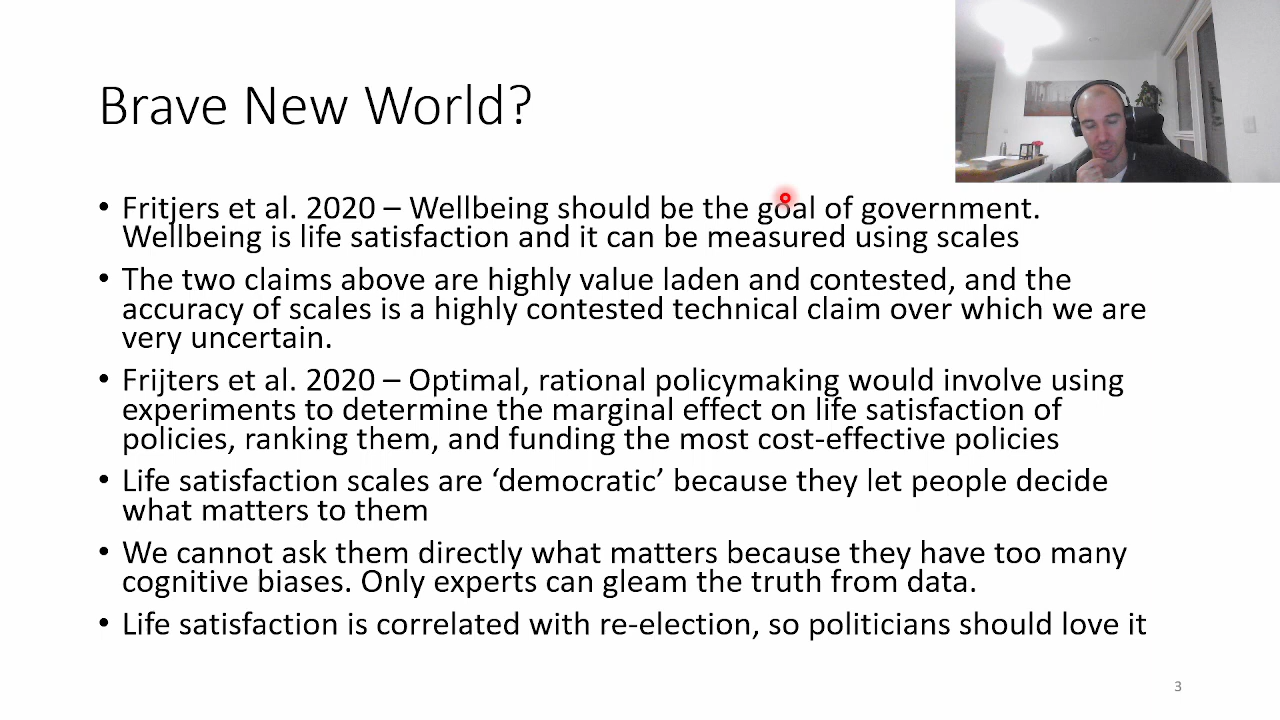 Brave New World?
• Fritjers et al. 2020 – Wellbeing should be the goal of government.
Wellbeing is life satisfaction and it can be measured using scales
• The two claims above are highly value laden and contested, and the
accuracy of scales is a highly contested technical claim over which we are
very uncertain.
• Frijters et al. 2020 – Optimal, rational policymaking would involve using
experiments to determine the marginal effect on life satisfaction of
policies, ranking them, and funding the most cost-effective policies
• Life satisfaction scales are ‘democratic’ because they let people decide
what matters to them
• We cannot ask them directly what matters because they have too many
cognitive biases. Only experts can gleam the truth from data.
• Life satisfaction is correlated with re-election, so politicians should love it
3